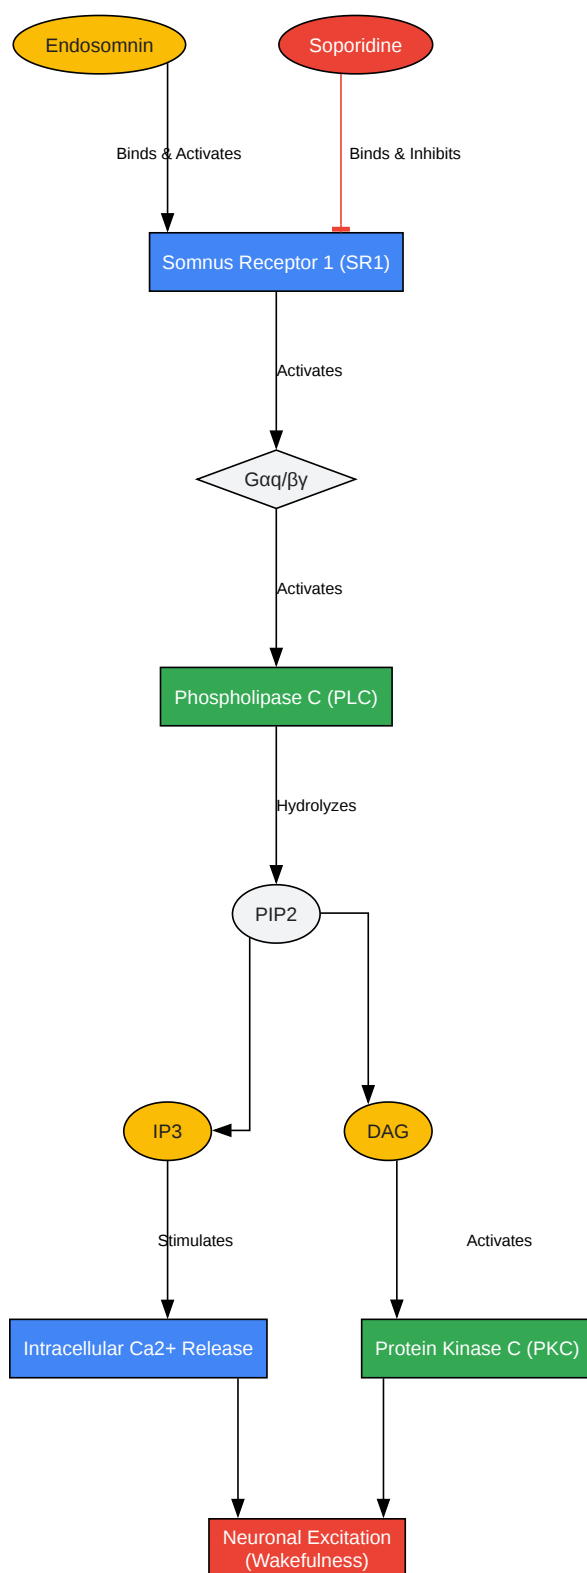 Endosomnin
Soporidine
Binds & Activates
Binds & Inhibits
Somnus Receptor 1 (SR1)
Activates
Gαq/βγ
Activates
Phospholipase C (PLC)
Hydrolyzes
PIP2
IP3
DAG
Stimulates
Activates
Intracellular Ca2+ Release
Protein Kinase C (PKC)
Neuronal Excitation
(Wakefulness)